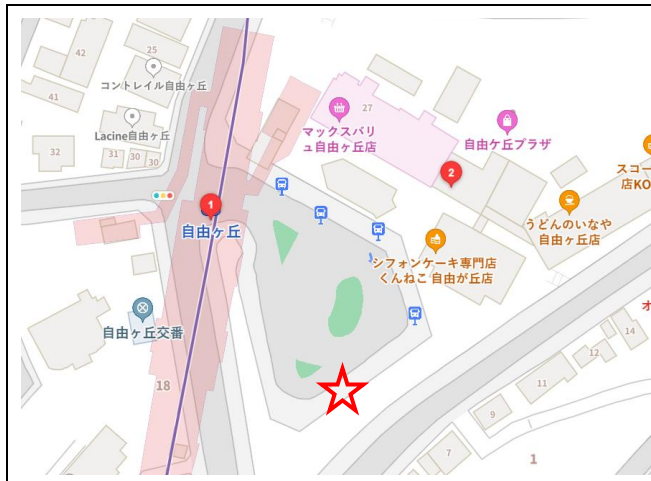 42
25
コントレイル自由ヶ丘
41
Lacine自由ヶ丘
32
31
30
30
27
マックスバリ
ュ自由ヶ丘店
自由ケ丘プラザ
2
スコー
店KO
1
自由ヶ丘
うどんのいなや
自由ヶ丘店
シフォンケーキ専門店
くんねこ 自由が丘店
自由ヶ丘交番
オ
14
12
18
11
9
7
1